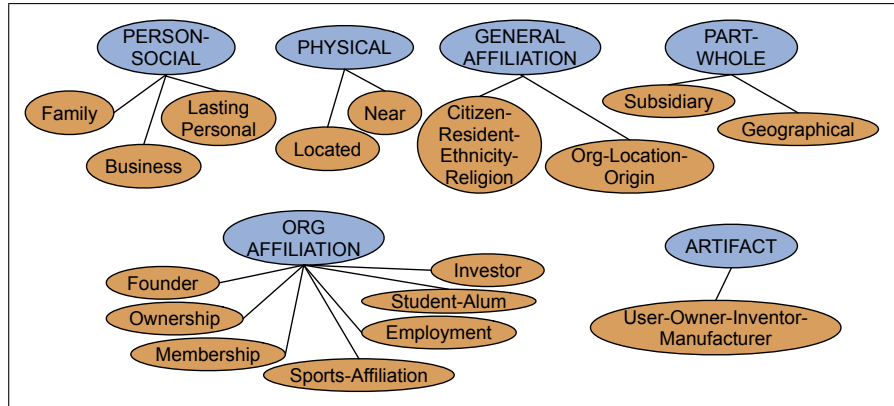 PERSON-
SOCIAL
PHYSICAL
GENERAL
AFFILIATION
PART-
WHOLE
Family
Lasting
Personal
Business
Near
Located
Citizen-
Resident-
Ethnicity-
Religion
Org-Location-
Origin
Subsidiary
Geographical
ORG
AFFILIATION
ARTIFACT
Founder
Ownership
Membership
Sports-Affiliation
Employment
Student-Alum
Investor
User-Owner-Inventor-
Manufacturer